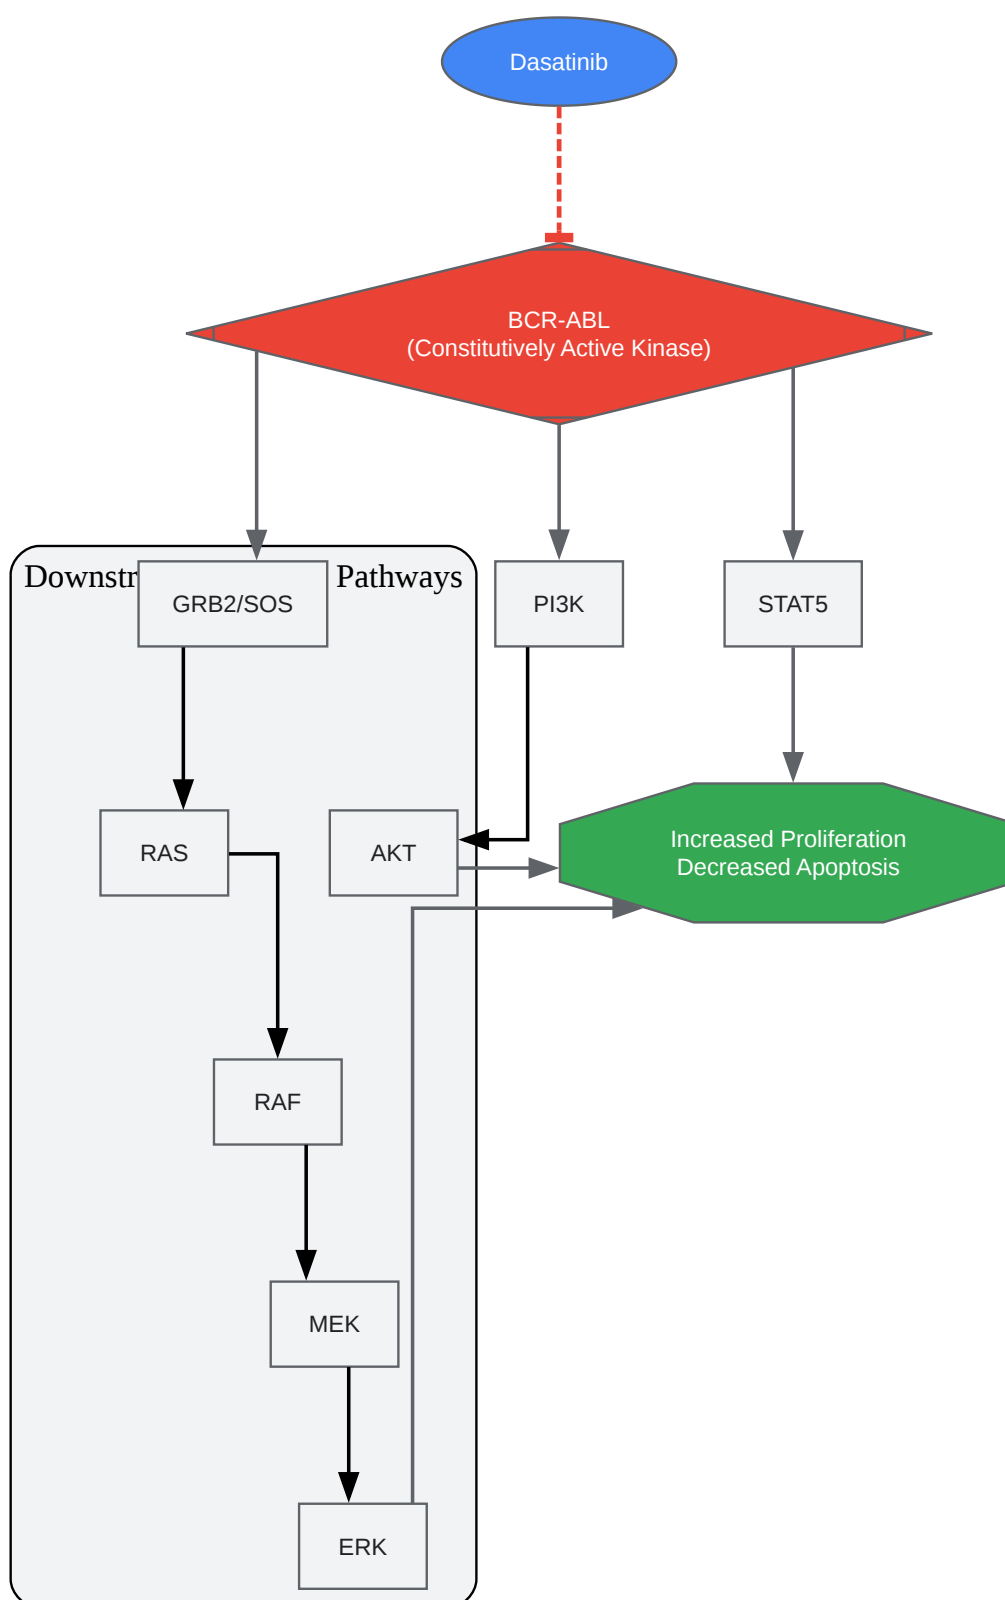 Dasatinib
BCR-ABL
(Constitutively Active Kinase)
Pathways
GRB2/SOS
PI3K
STAT5
RAS
AKT
Increased Proliferation
Decreased Apoptosis
RAF
MEK
ERK